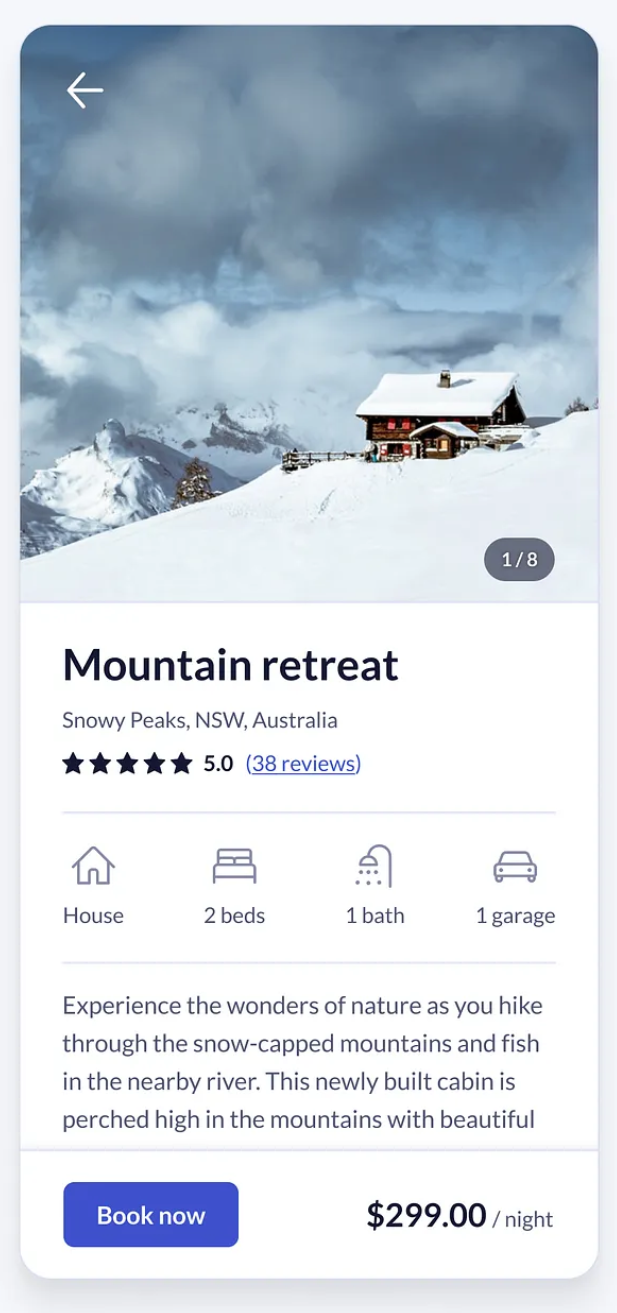 1 / 8
Mountain retreat
Snowy Peaks, NSW, Australia
5.0 (38 reviews)
House 2 beds 1 bath 1 garage
Experience the wonders of nature as you hike
through the snow-capped mountains and fish
in the nearby river. This newly built cabin is
perched high in the mountains with beautiful
Book now $299.00 / night